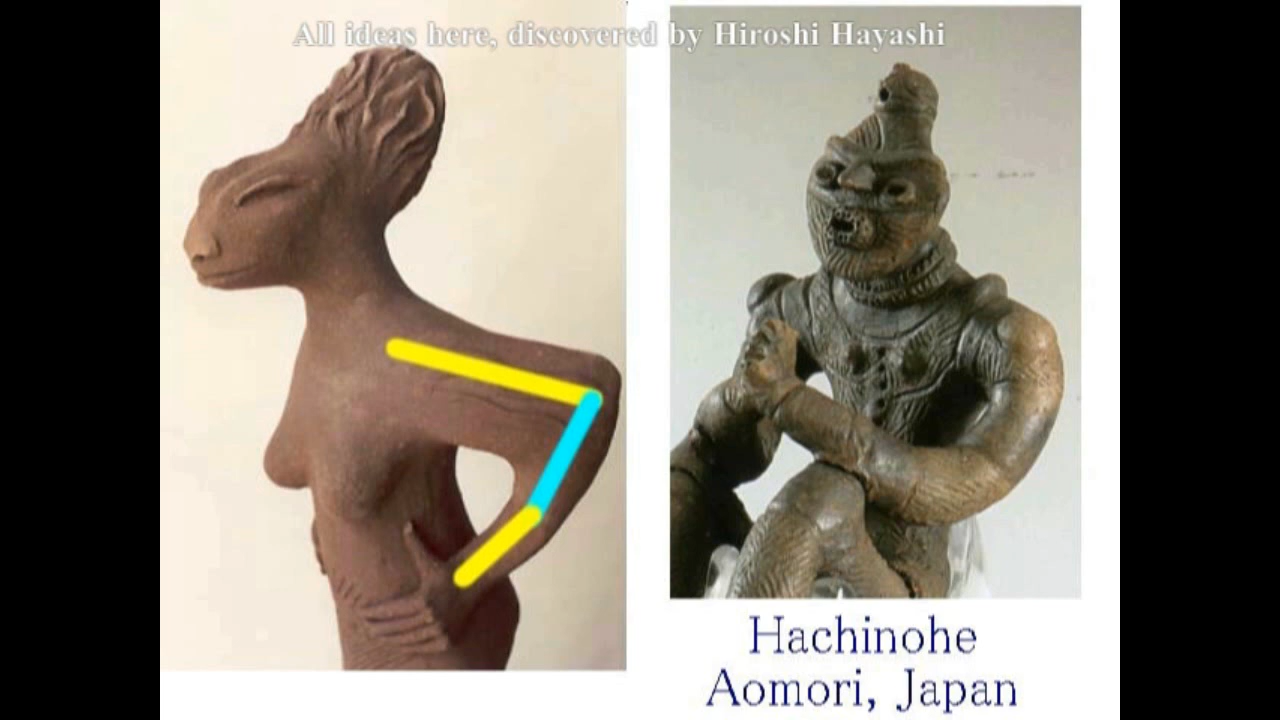 All ideas here, discovered by Hiroshi Hayashi
Hachinohe
Aomori, Japan